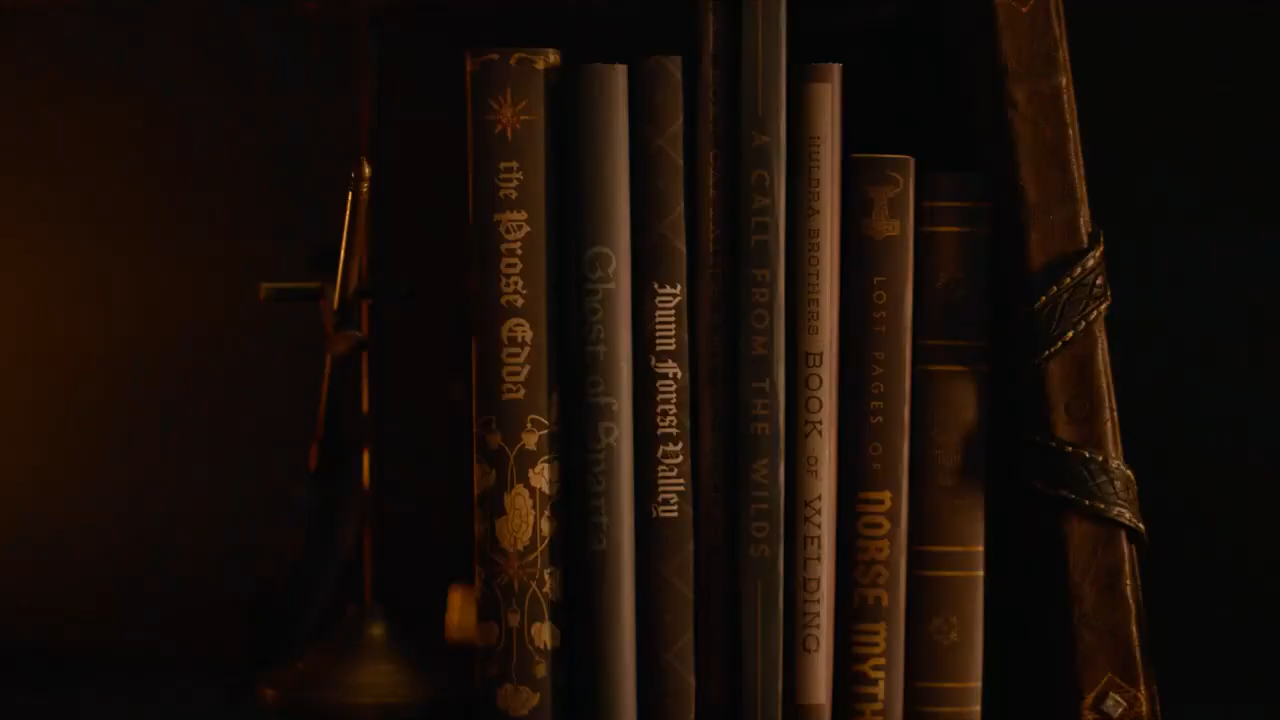 the Prose Edda
Ghost of Sparta
Idunn Forest Valley
A CALL FROM THE WILDS
HULDRA BROTHERS BOOK OF WELDING
LOST PAGES OF NORSE MYTH